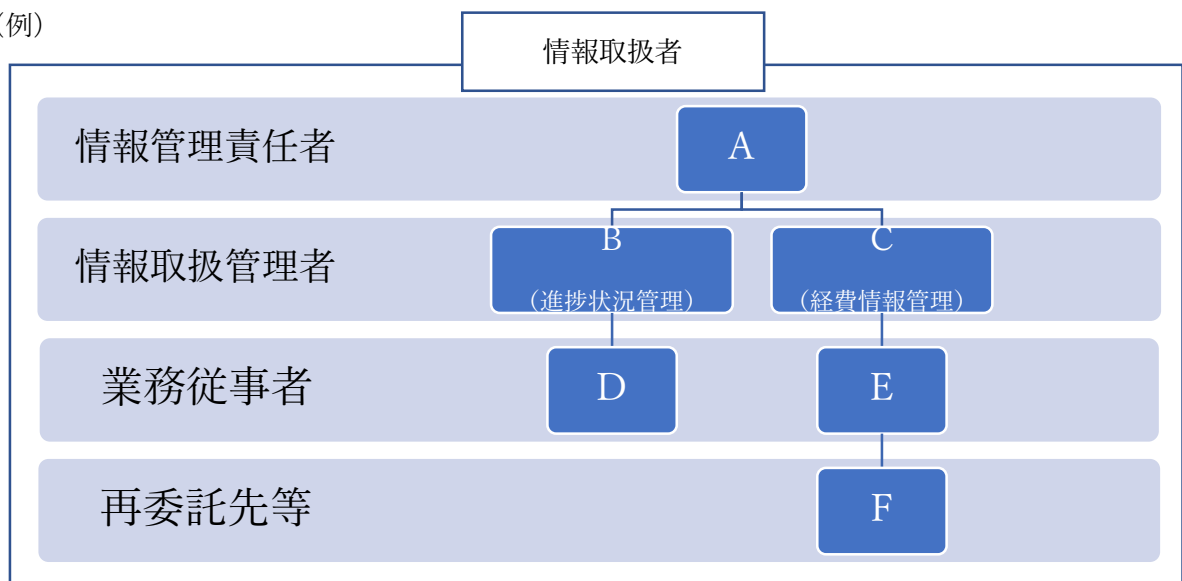 （例）
情報取扱者
情報管理責任者
A
情報取扱管理者
B
（進捗状況管理）
C
（経費情報管理）
業務従事者
D
E
再委託先等
F